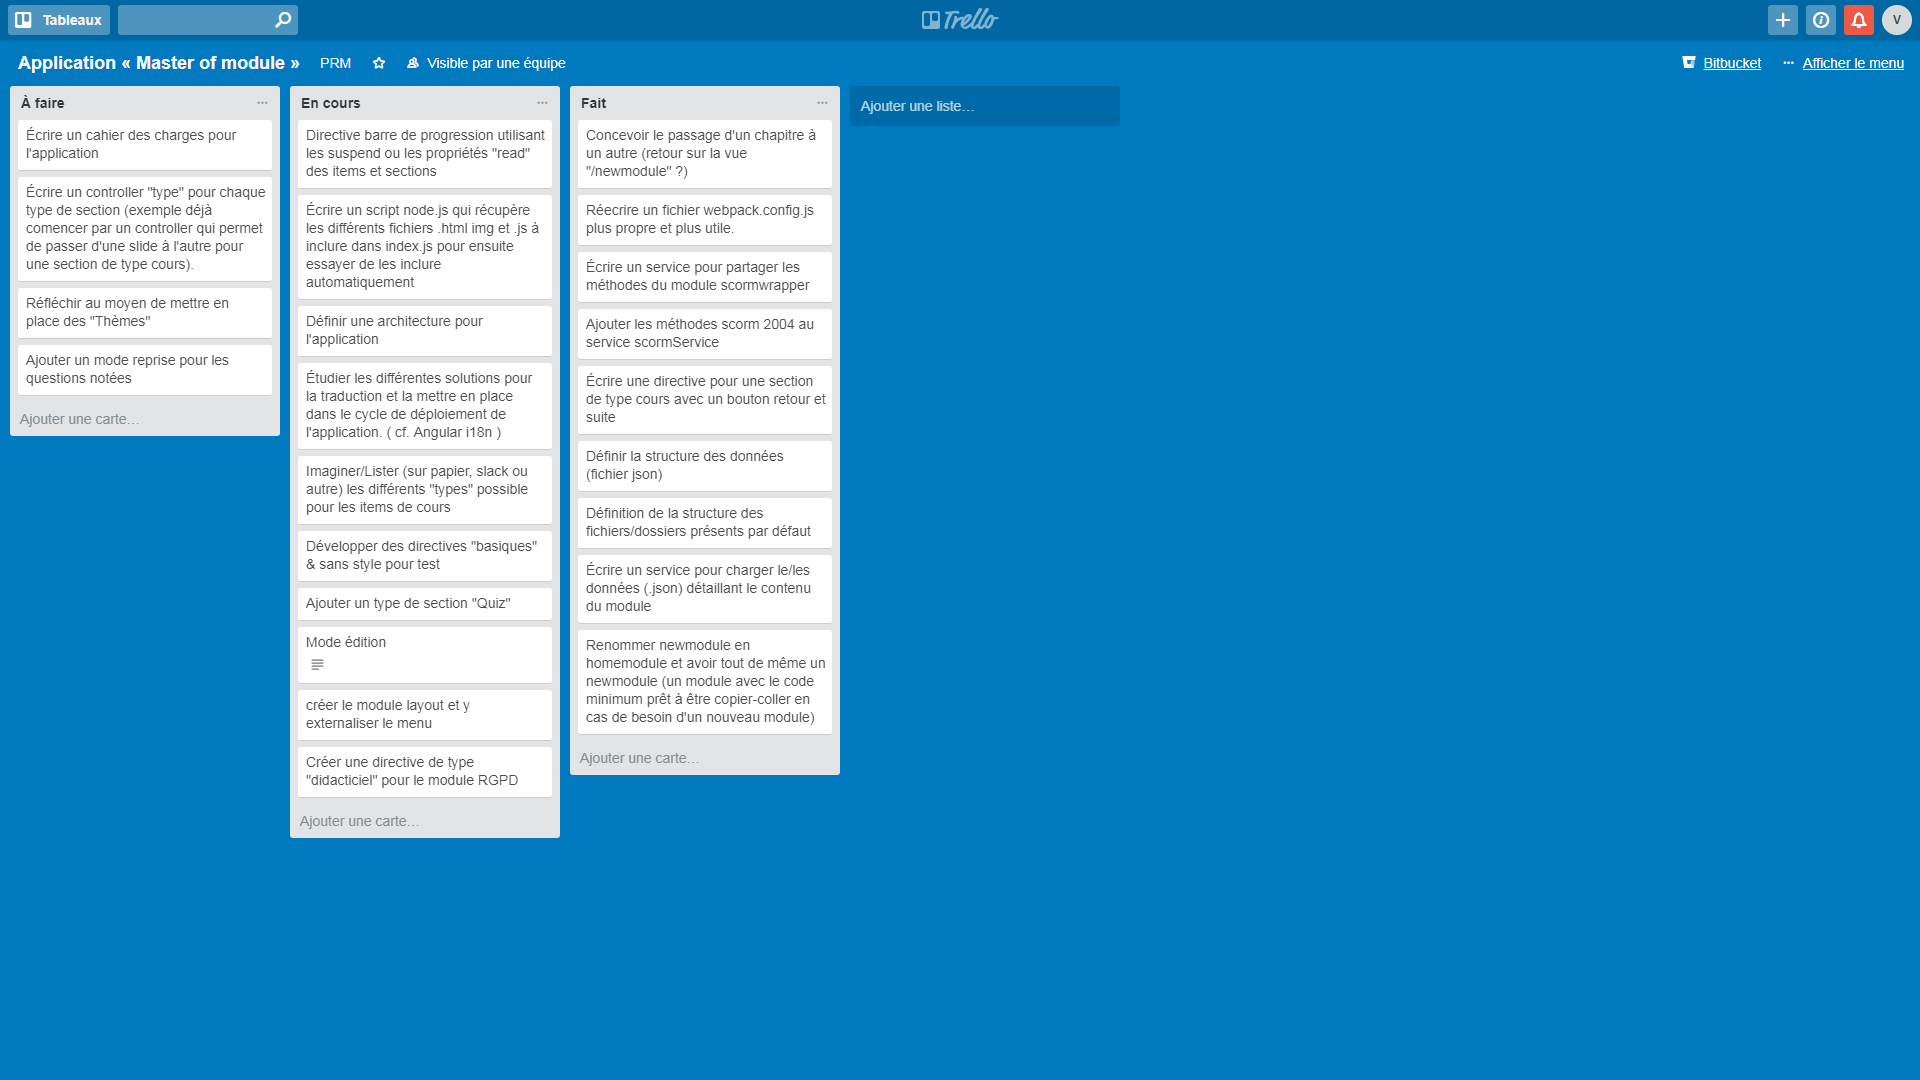 Tableaux
Trello
V
Application « Master of module »
PRM
Visible par une équipe
Bitbucket
Afficher le menu
À faire
Écrire un cahier des charges pour
l'application
Écrire un controller "type" pour chaque
type de section (exemple déjà
comencer par un controller qui permet
de passer d'une slide à l'autre pour
une section de type cours).
Réfléchir au moyen de mettre en
place des "Thèmes"
Ajouter un mode reprise pour les
questions notées
Ajouter une carte…
En cours
Directive barre de progression utilisant
les suspend ou les propriétés "read"
des items et sections
Écrire un script node.js qui récupère
les différents fichiers .html img et .js à
inclure dans index.js pour ensuite
essayer de les inclure
automatiquement
Définir une architecture pour
l'application
Étudier les différentes solutions pour
la traduction et la mettre en place
dans le cycle de déploiement de
l'application. ( cf. Angular i18n )
Imaginer/Lister (sur papier, slack ou
autre) les différents "types" possible
pour les items de cours
Développer des directives "basiques"
& sans style pour test
Ajouter un type de section "Quiz"
Mode édition
créer le module layout et y
externaliser le menu
Créer une directive de type
"didacticiel" pour le module RGPD
Ajouter une carte…
Fait
Concevoir le passage d'un chapitre à
un autre (retour sur la vue
"/newmodule" ?)
Réecrire un fichier webpack.config.js
plus propre et plus utile.
Écrire un service pour partager les
méthodes du module scormwrapper
Ajouter les méthodes scorm 2004 au
service scormService
Écrire une directive pour une section
de type cours avec un bouton retour et
suite
Définir la structure des données
(fichier json)
Définition de la structure des
fichiers/dossiers présents par défaut
Écrire un service pour charger le/les
données (.json) détaillant le contenu
du module
Renommer newmodule en
homemodule et avoir tout de même un
newmodule (un module avec le code
minimum prêt à être copier-coller en
cas de besoin d'un nouveau module)
Ajouter une carte…
Ajouter une liste…